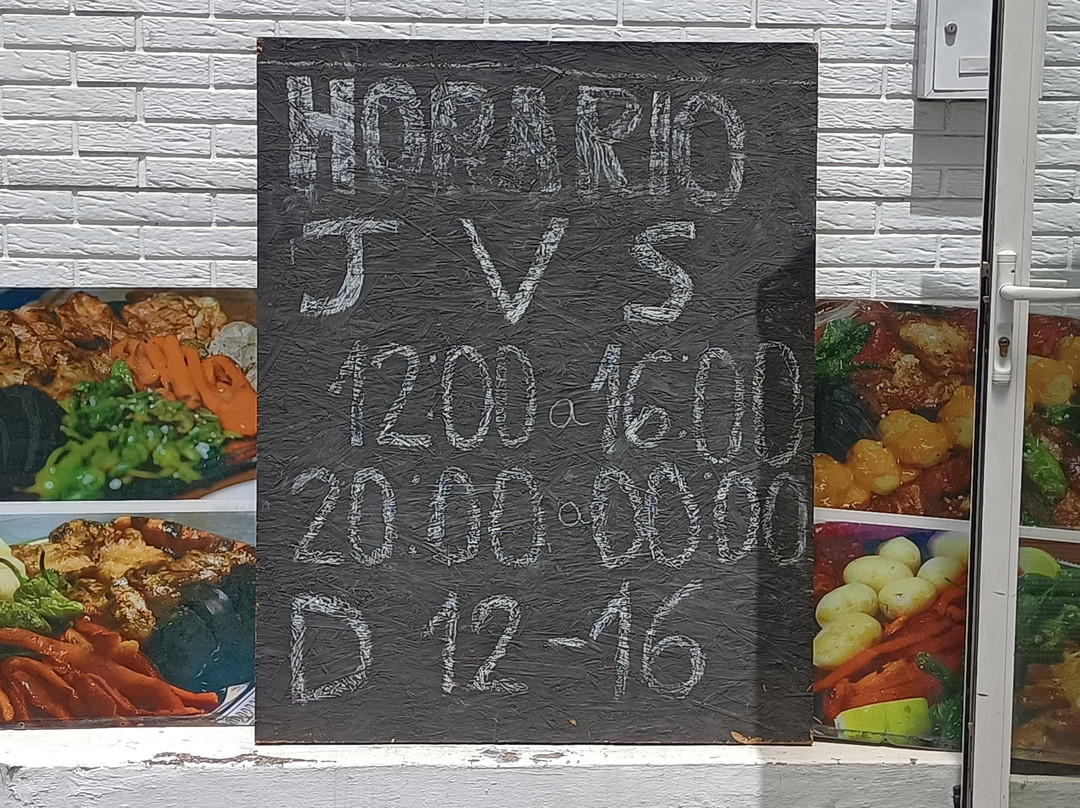 HORARIO
J V S
12:00 a 16:00
20:00 a 00:00
D 12-16